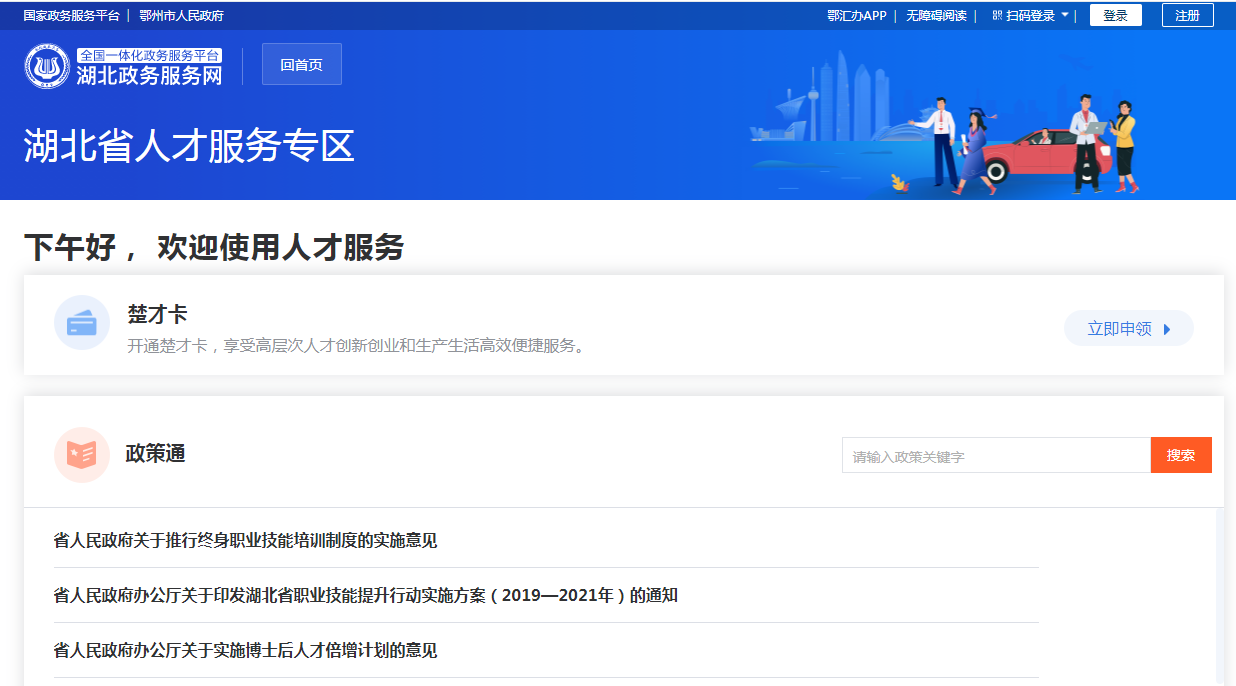 国家政务服务平台 | 鄂州市人民政府
鄂汇办APP | 无障碍阅读 | 扫码登录 | 登录 注册
全国一体化政务服务平台
湖北政务服务网
回首页
湖北省人才服务专区
下午好， 欢迎使用人才服务
楚才卡
开通楚才卡，享受高层次人才创新创业和生产生活高效便捷服务。
立即申领
政策通
请输入政策关键字
搜索
省人民政府关于推行终身职业技能培训制度的实施意见
省人民政府办公厅关于印发湖北省职业技能提升行动实施方案（2019—2021年）的通知
省人民政府办公厅关于实施博士后人才倍增计划的意见